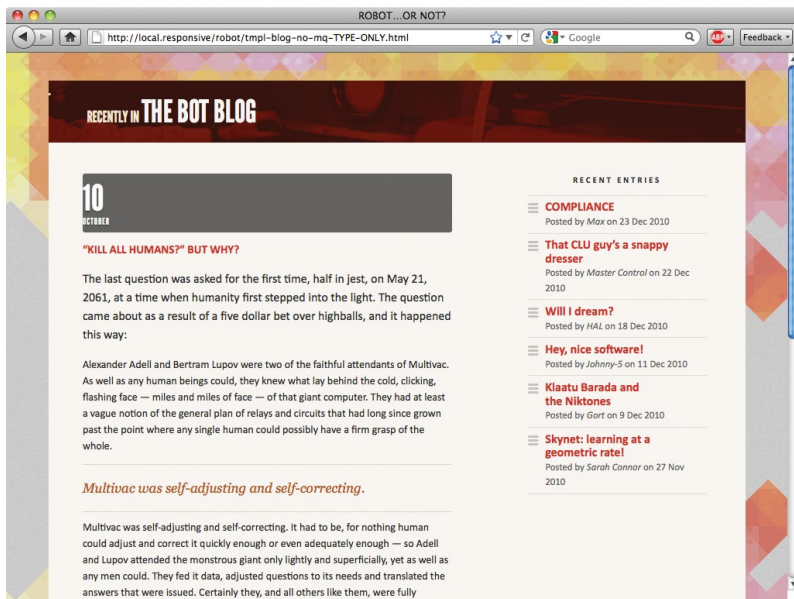 ROBOT...OR NOT?
http://local.responsive/robot/tmpl-blog-no-mq-TYPE-ONLY.html
Google
ABP
Feedback
RECENTLY IN THE BOT BLOG
10
OCTOBER
“KILL ALL HUMANS?” BUT WHY?
The last question was asked for the first time, half in jest, on May 21,
2061, at a time when humanity first stepped into the light. The question
came about as a result of a five dollar bet over highballs, and it happened
this way:
Alexander Adell and Bertram Lupov were two of the faithful attendants of Multivac.
As well as any human beings could, they knew what lay behind the cold, clicking,
flashing face — miles and miles of face — of that giant computer. They had at least
a vague notion of the general plan of relays and circuits that had long since grown
past the point where any single human could possibly have a firm grasp of the
whole.
Multivac was self-adjusting and self-correcting.
Multivac was self-adjusting and self-correcting. It had to be, for nothing human
could adjust and correct it quickly enough or even adequately enough — so Adell
and Lupov attended the monstrous giant only lightly and superficially, yet as well as
any men could. They fed it data, adjusted questions to its needs and translated the
answers that were issued. Certainly they, and all others like them, were fully
RECENT ENTRIES
COMPLIANCE
Posted by Max on 23 Dec 2010
That CLU guy’s a snappy
dresser
Posted by Master Control on 22 Dec
2010
Will I dream?
Posted by HAL on 18 Dec 2010
Hey, nice software!
Posted by Johnny-5 on 11 Dec 2010
Klaatu Barada and
the Niktones
Posted by Gort on 9 Dec 2010
Skynet: learning at a
geometric rate!
Posted by Sarah Connor on 27 Nov
2010